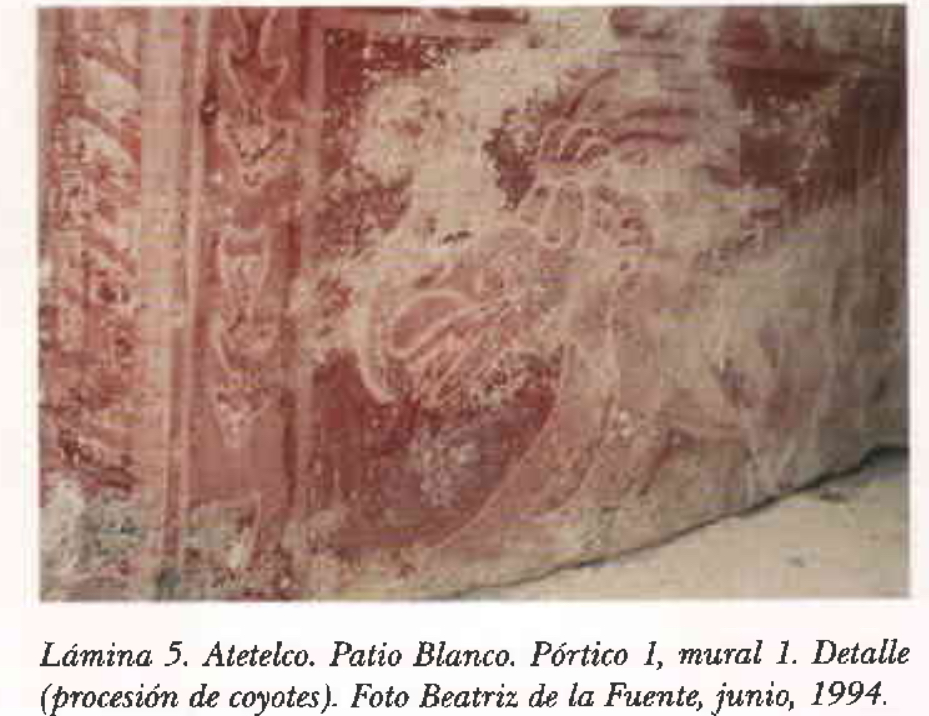 Lámina 5. Atetelco. Patio Blanco. Pórtico 1, mural 1. Detalle
(procesión de coyotes). Foto Beatriz de la Fuente, junio, 1994.